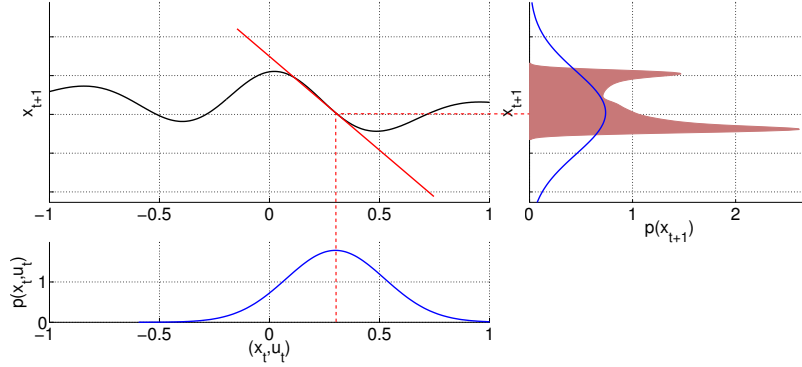 x_{t+1}
-1 -0.5 0 0.5 1
x_{t+1}
0 1 2
p(x_{t+1})
p(x_t,u_t)
1
0
-1 -0.5 0 0.5 1
(x_t,u_t)